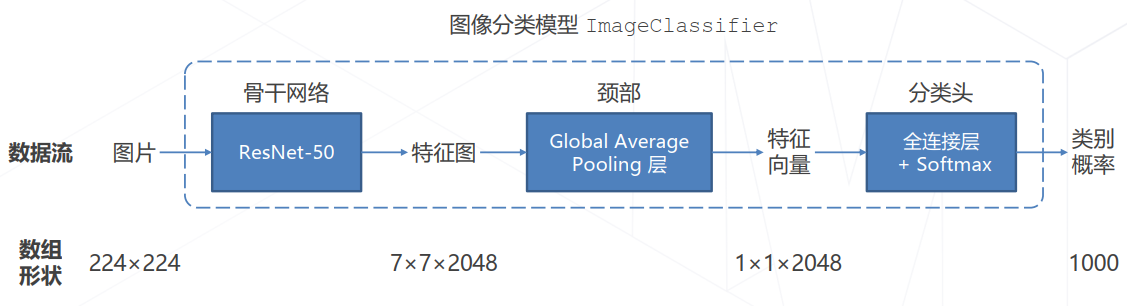 图像分类模型 ImageClassifier
骨干网络
颈部
分类头
数据流
图片
ResNet-50
特征图
Global Average
Pooling 层
特征
向量
全连接层
+ Softmax
类别
概率
数组
形状
224×224
7×7×2048
1×1×2048
1000